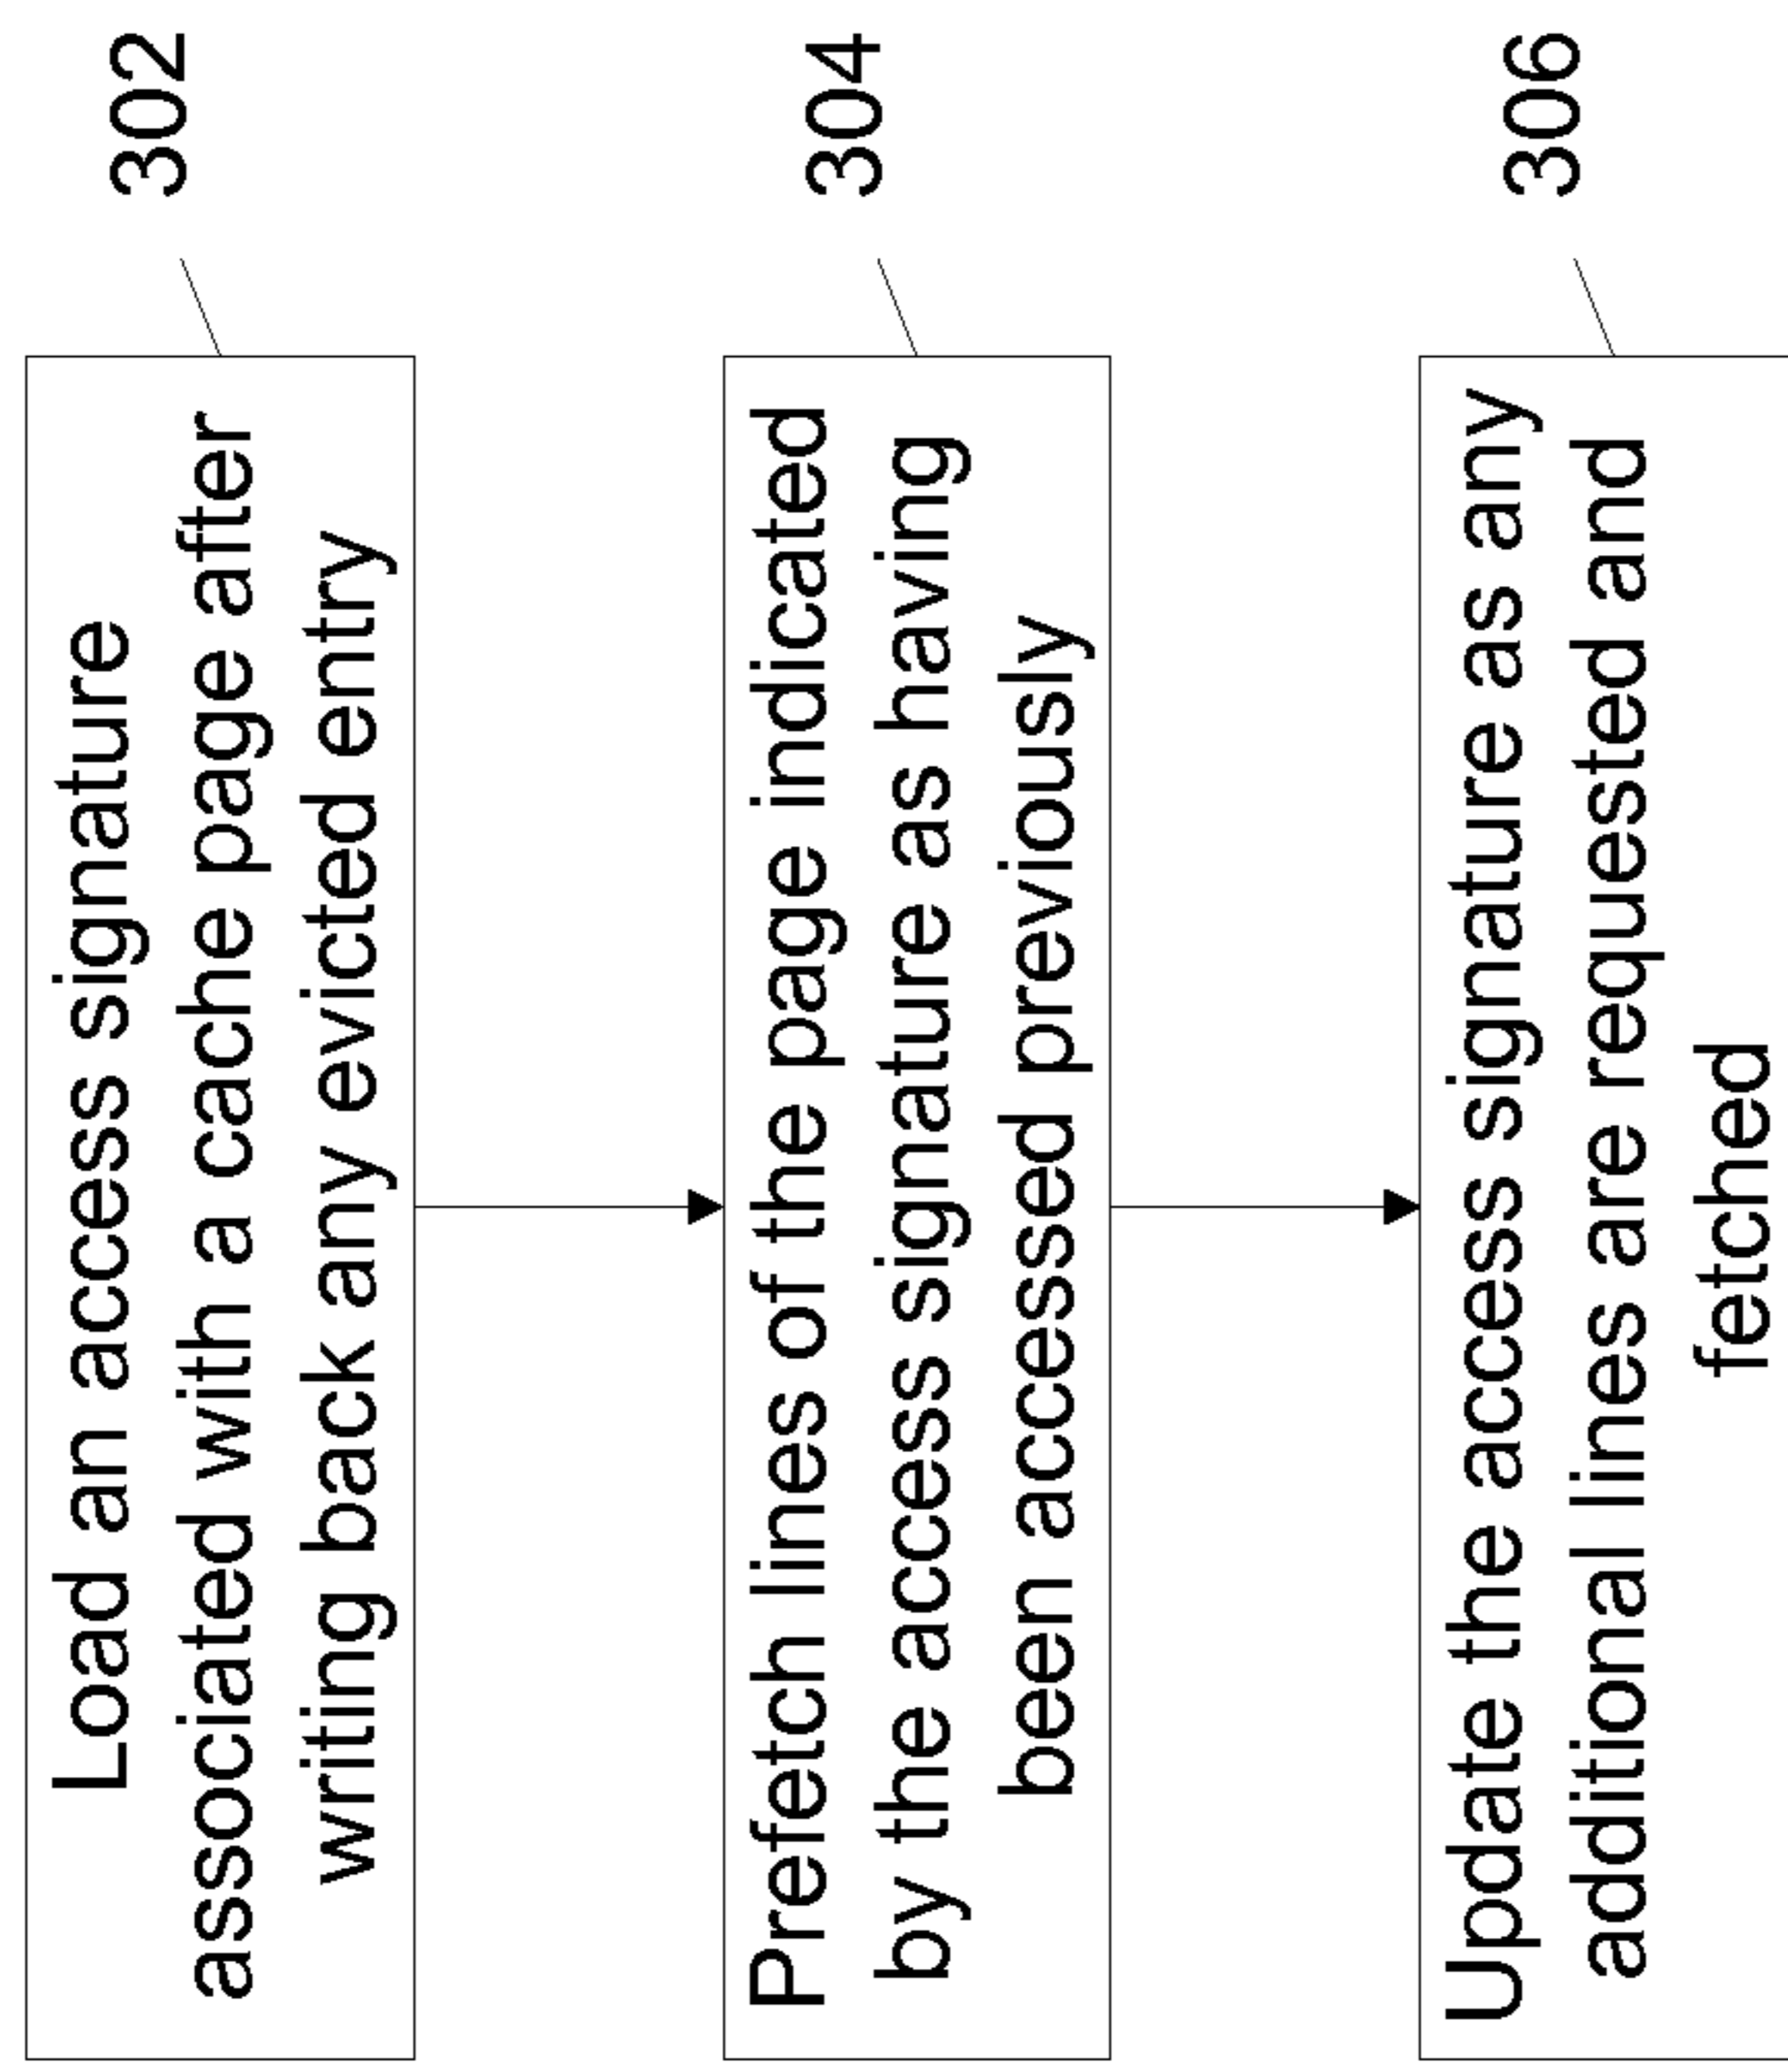 Load an access signature
associated with a cache page after
writing back any evicted entry
302
Prefetch lines of the page indicated
by the access signature as having
been accessed previously
304
Update the access signature as any
additional lines are requested and
fetched
306